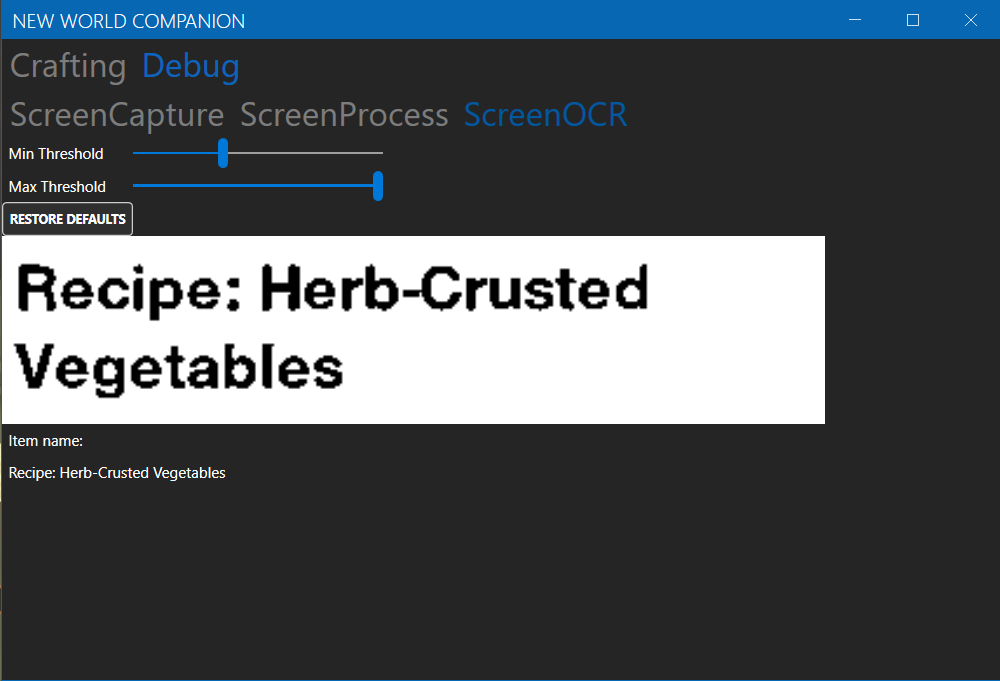 NEW WORLD COMPANION
Crafting Debug
ScreenCapture ScreenProcess ScreenOCR
Min Threshold
Max Threshold
RESTORE DEFAULTS
Recipe: Herb-Crusted
Vegetables
Item name:
Recipe: Herb-Crusted Vegetables